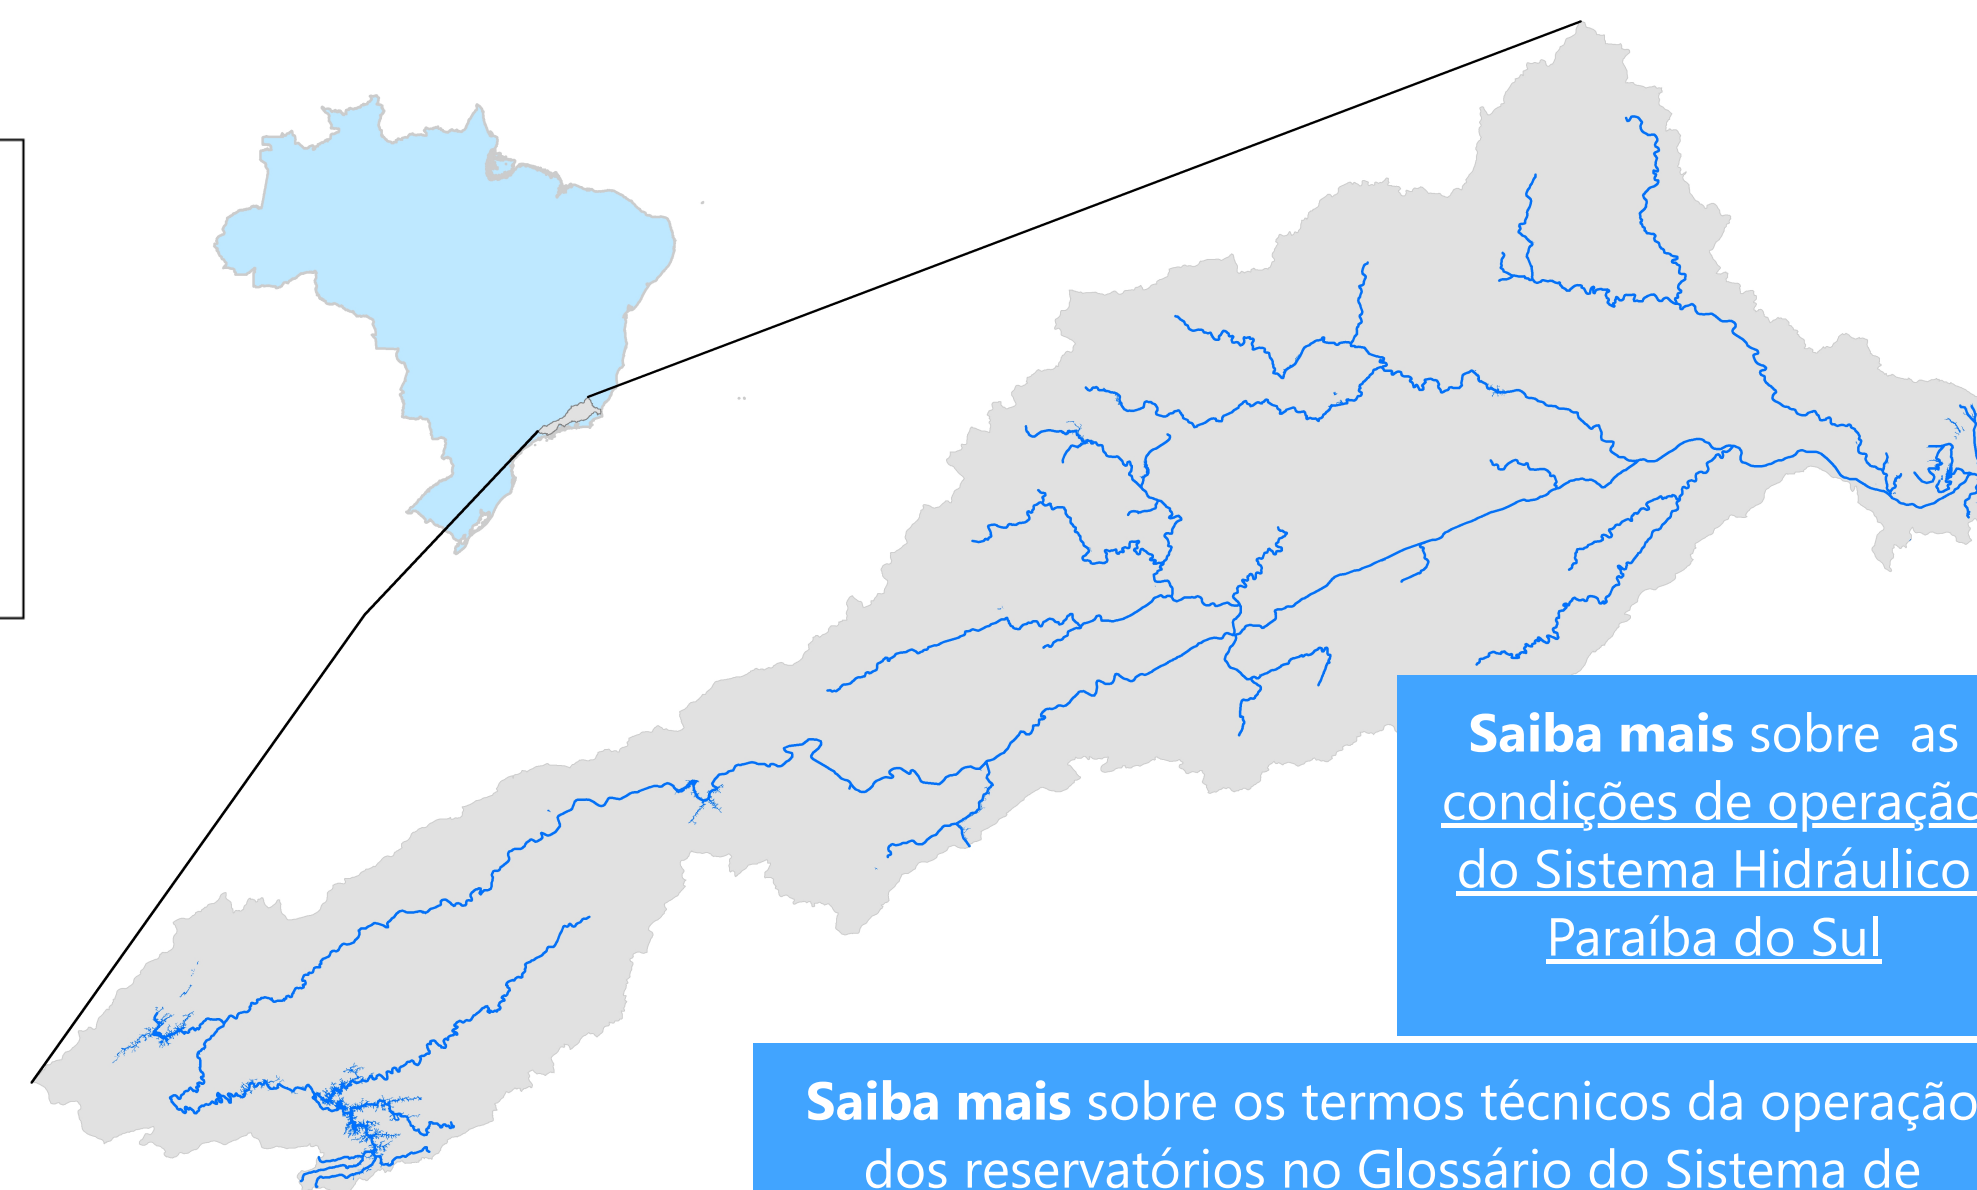 Saiba mais sobre as
condições de operação
do Sistema Hidráulico
Paraíba do Sul
Saiba mais sobre os termos técnicos da operação
dos reservatórios no Glossário do Sistema de